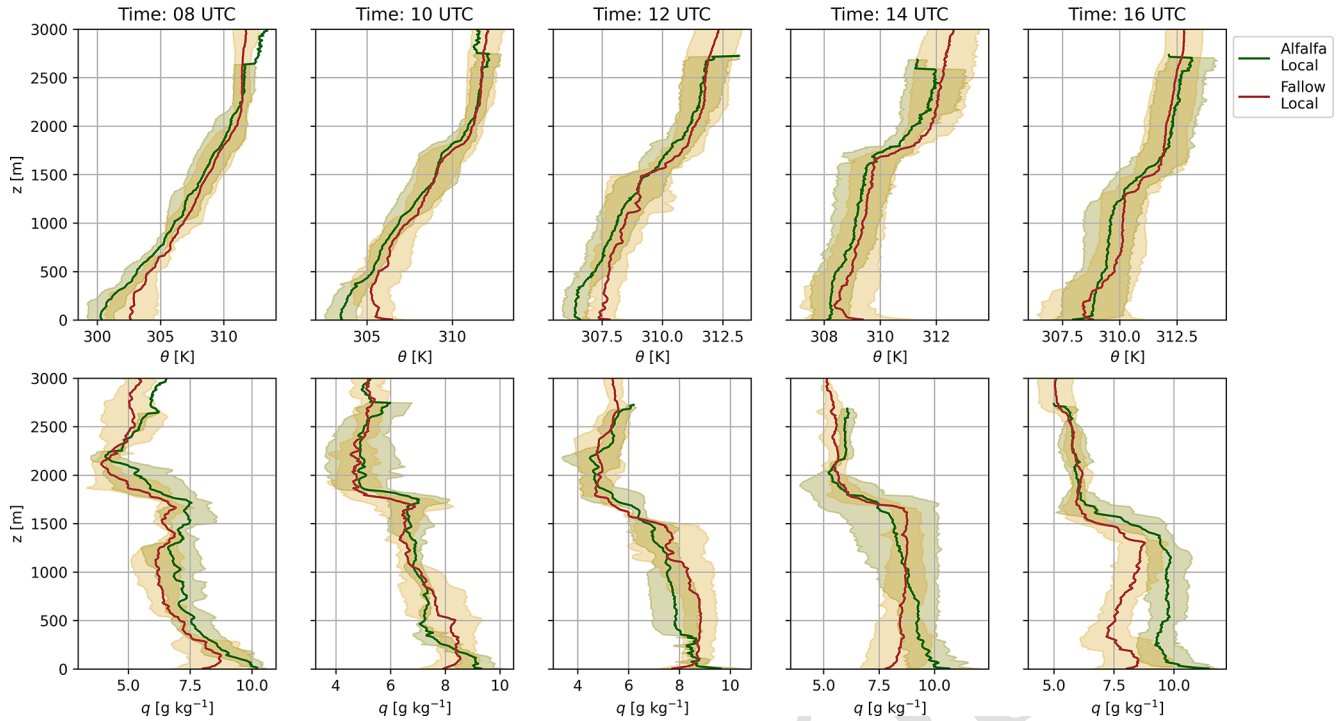 Time: 08 UTC
Time: 10 UTC
Time: 12 UTC
Time: 14 UTC
Time: 16 UTC
3000
2500
2000
1500
1000
500
0
z [m]
300 305 310
θ [K]
305 310
θ [K]
307.5 310.0 312.5
θ [K]
308 310 312
θ [K]
307.5 310.0 312.5
θ [K]
Alfalfa
Local
Fallow
Local
3000
2500
2000
1500
1000
500
0
z [m]
5.0 7.5 10.0
q [g kg⁻¹]
4 6 8
q [g kg⁻¹]
4 6 8 10
q [g kg⁻¹]
5.0 7.5 10.0
q [g kg⁻¹]
5.0 7.5 10.0
q [g kg⁻¹]